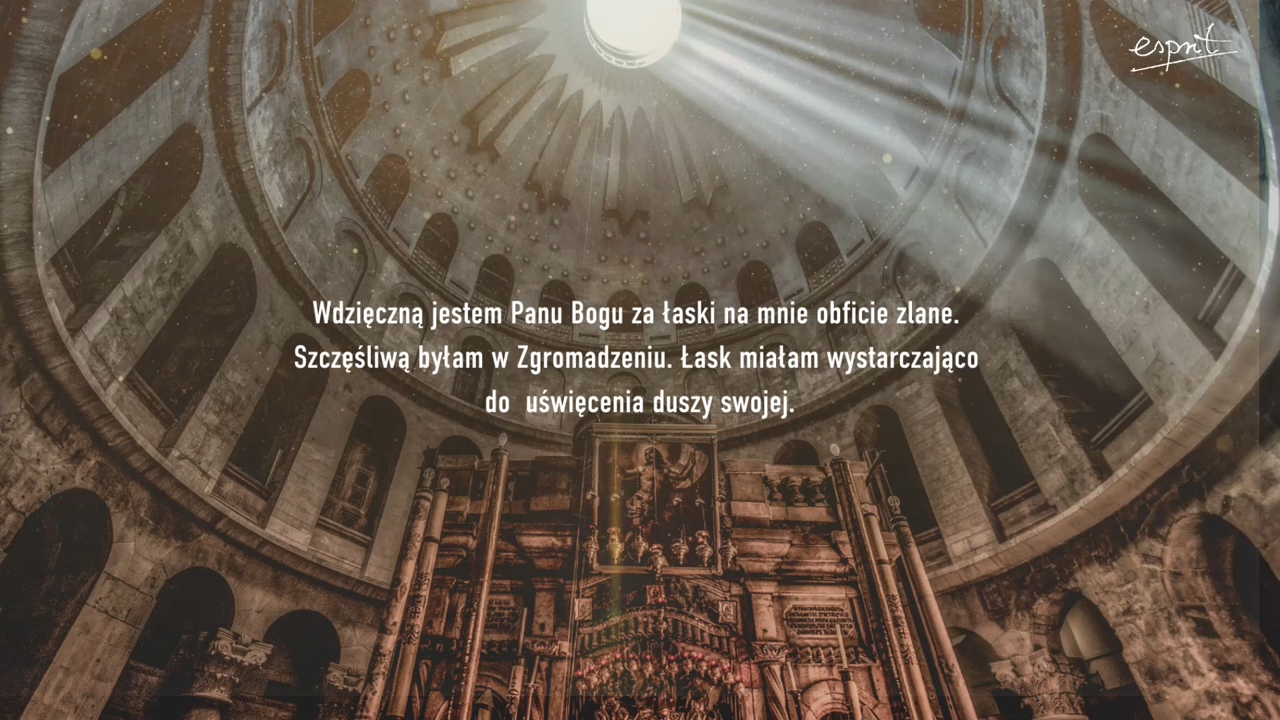 esprit
Wdzięczną jestem Panu Bogu za łaski na mnie obficie zlane.
Szczęśliwą byłam w Zgromadzeniu. Łask miałam wystarczająco
do uświęcenia duszy swojej.